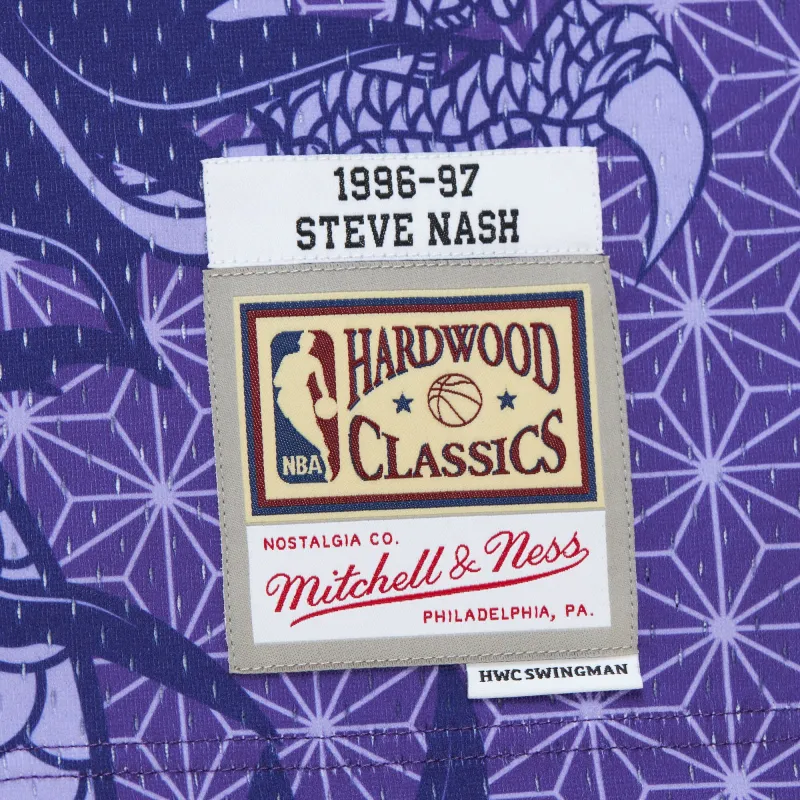 1996-97
STEVE NASH
HARDWOOD
CLASSICS
NBA
NOSTALGIA CO.
Mitchell & Ness
PHILADELPHIA, PA.
HWC SWINGMAN